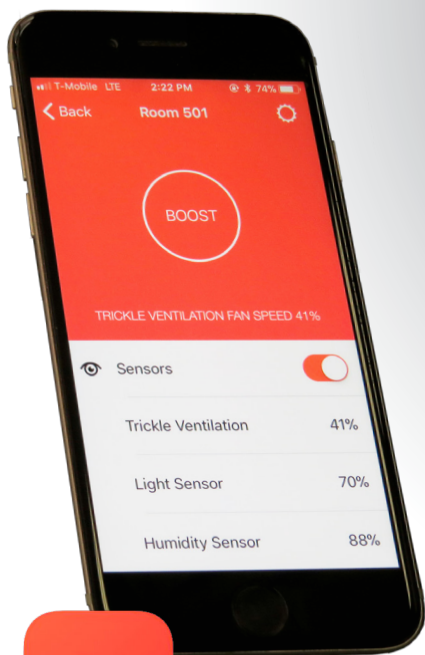 T-Mobile LTE 2:22 PM 74%
Back Room 501
BOOST
TRICKLE VENTILATION FAN SPEED 41%
Sensors
Trickle Ventilation 41%
Light Sensor 70%
Humidity Sensor 88%